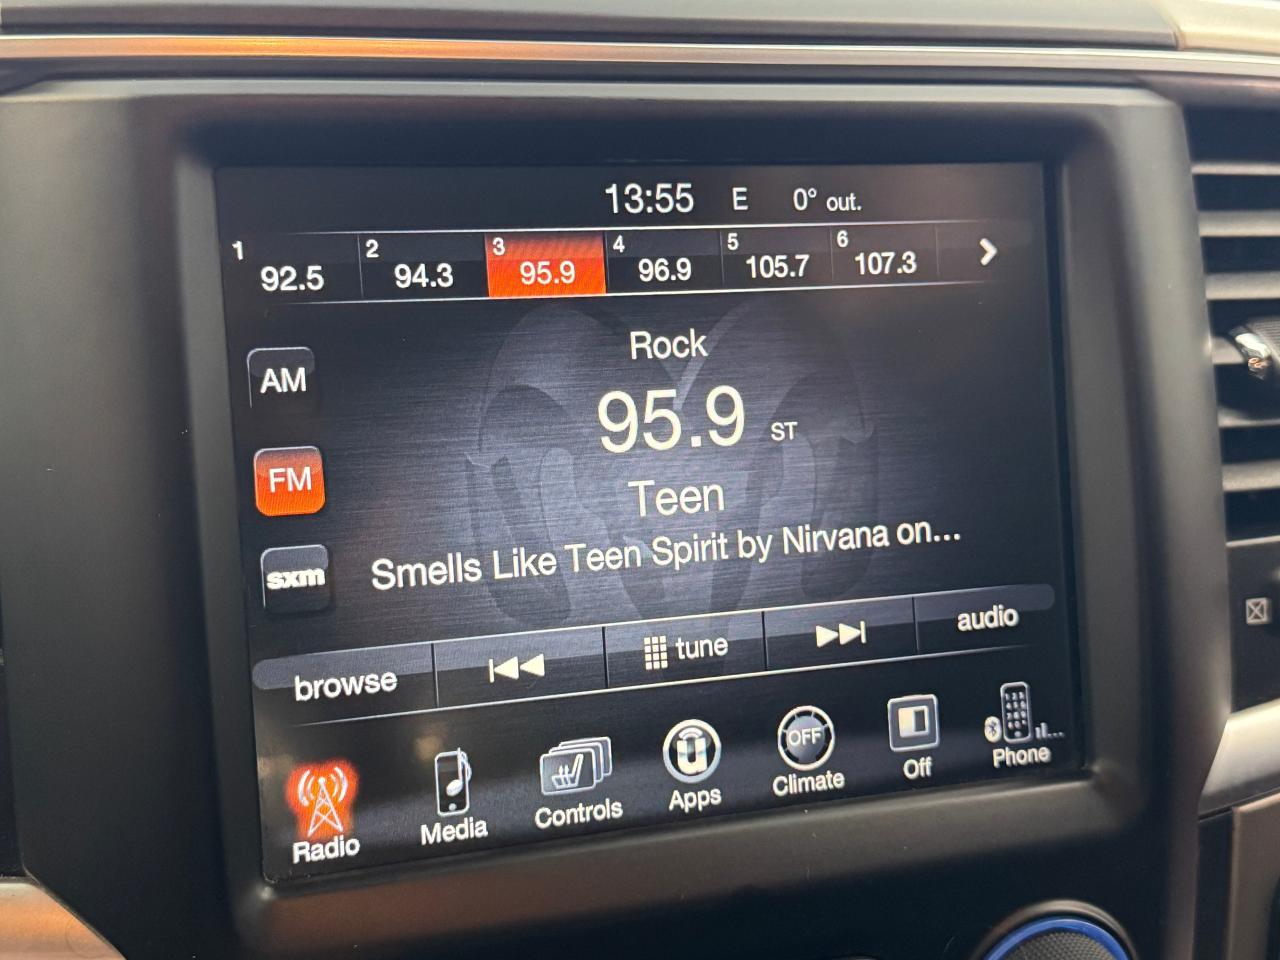 13:55 E 0° out.
1 92.5 2 94.3 3 95.9 4 96.9 5 105.7 6 107.3
Rock
AM
95.9 ST
FM
Teen
Smells Like Teen Spirit by Nirvana on...
sxm
browse tune audio
OFF
Radio Media Controls Apps Climate Off Phone